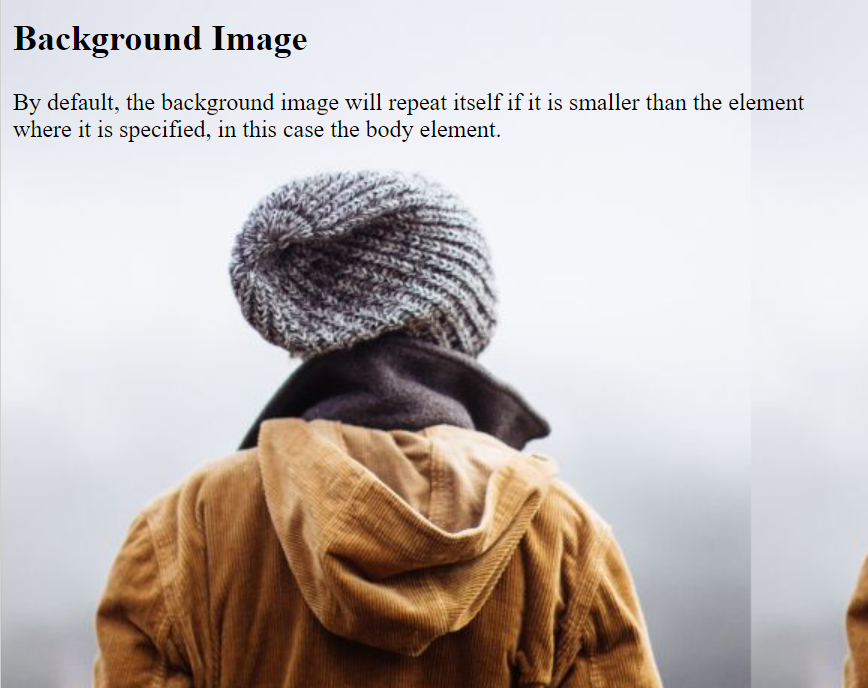 Background Image
By default, the background image will repeat itself if it is smaller than the element
where it is specified, in this case the body element.